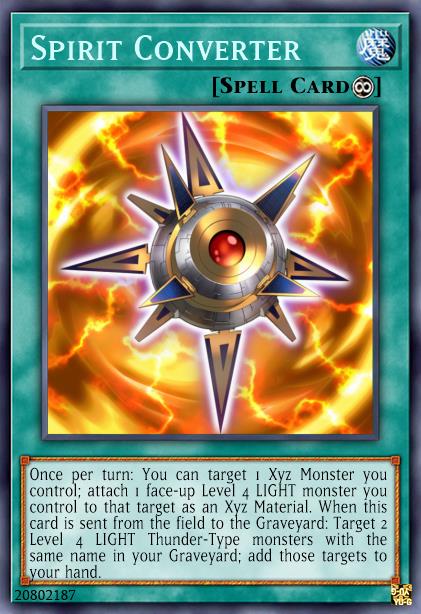 Spirit Converter
[Spell Card]
Once per turn: You can target 1 Xyz Monster you
control; attach 1 face-up Level 4 LIGHT monster you
control to that target as an Xyz Material. When this
card is sent from the field to the Graveyard: Target 2
Level 4 LIGHT Thunder-Type monsters with the
same name in your Graveyard; add those targets to
your hand.
20802187